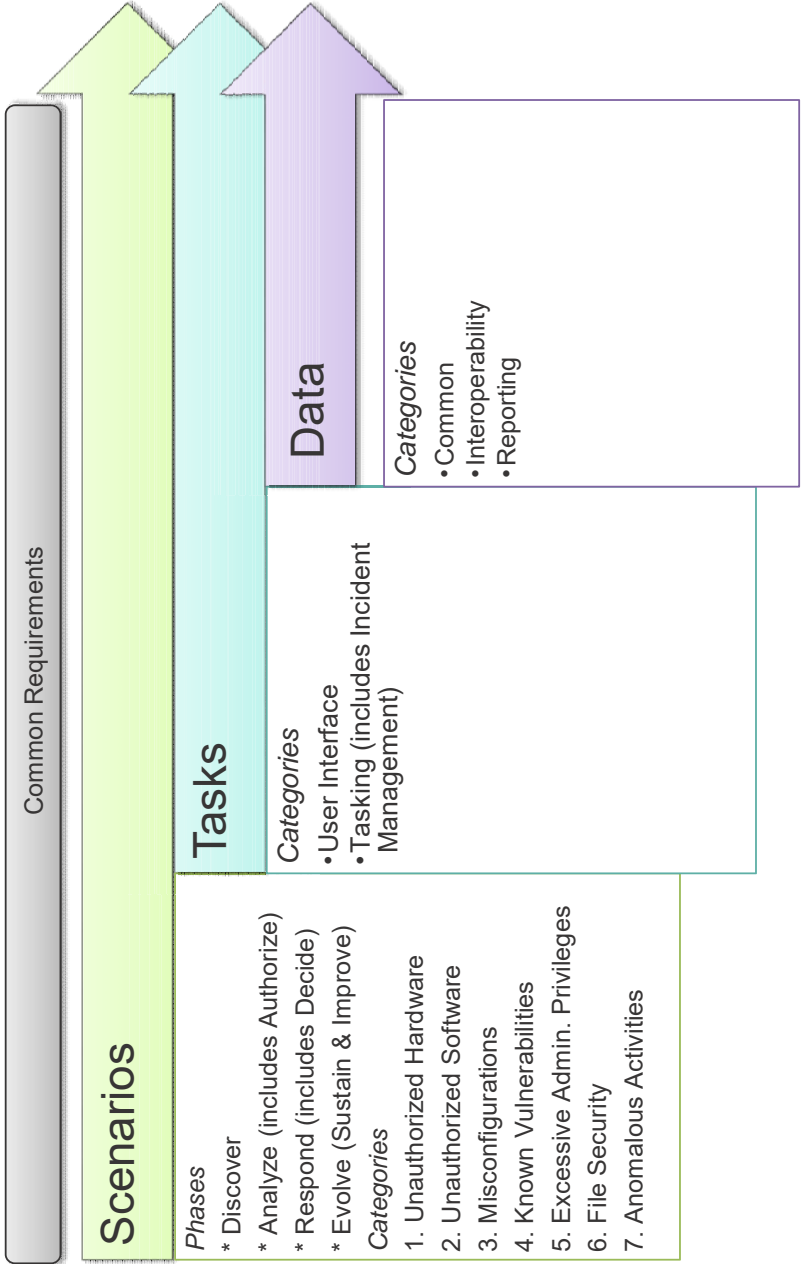 Common Requirements
Scenarios
Phases
* Discover
* Analyze (includes Authorize)
* Respond (includes Decide)
* Evolve (Sustain & Improve)
Categories
1. Unauthorized Hardware
2. Unauthorized Software
3. Misconfigurations
4. Known Vulnerabilities
5. Excessive Admin. Privileges
6. File Security
7. Anomalous Activities
Tasks
Categories
• User Interface
• Tasking (includes Incident
Management)
Data
Categories
• Common
• Interoperability
• Reporting